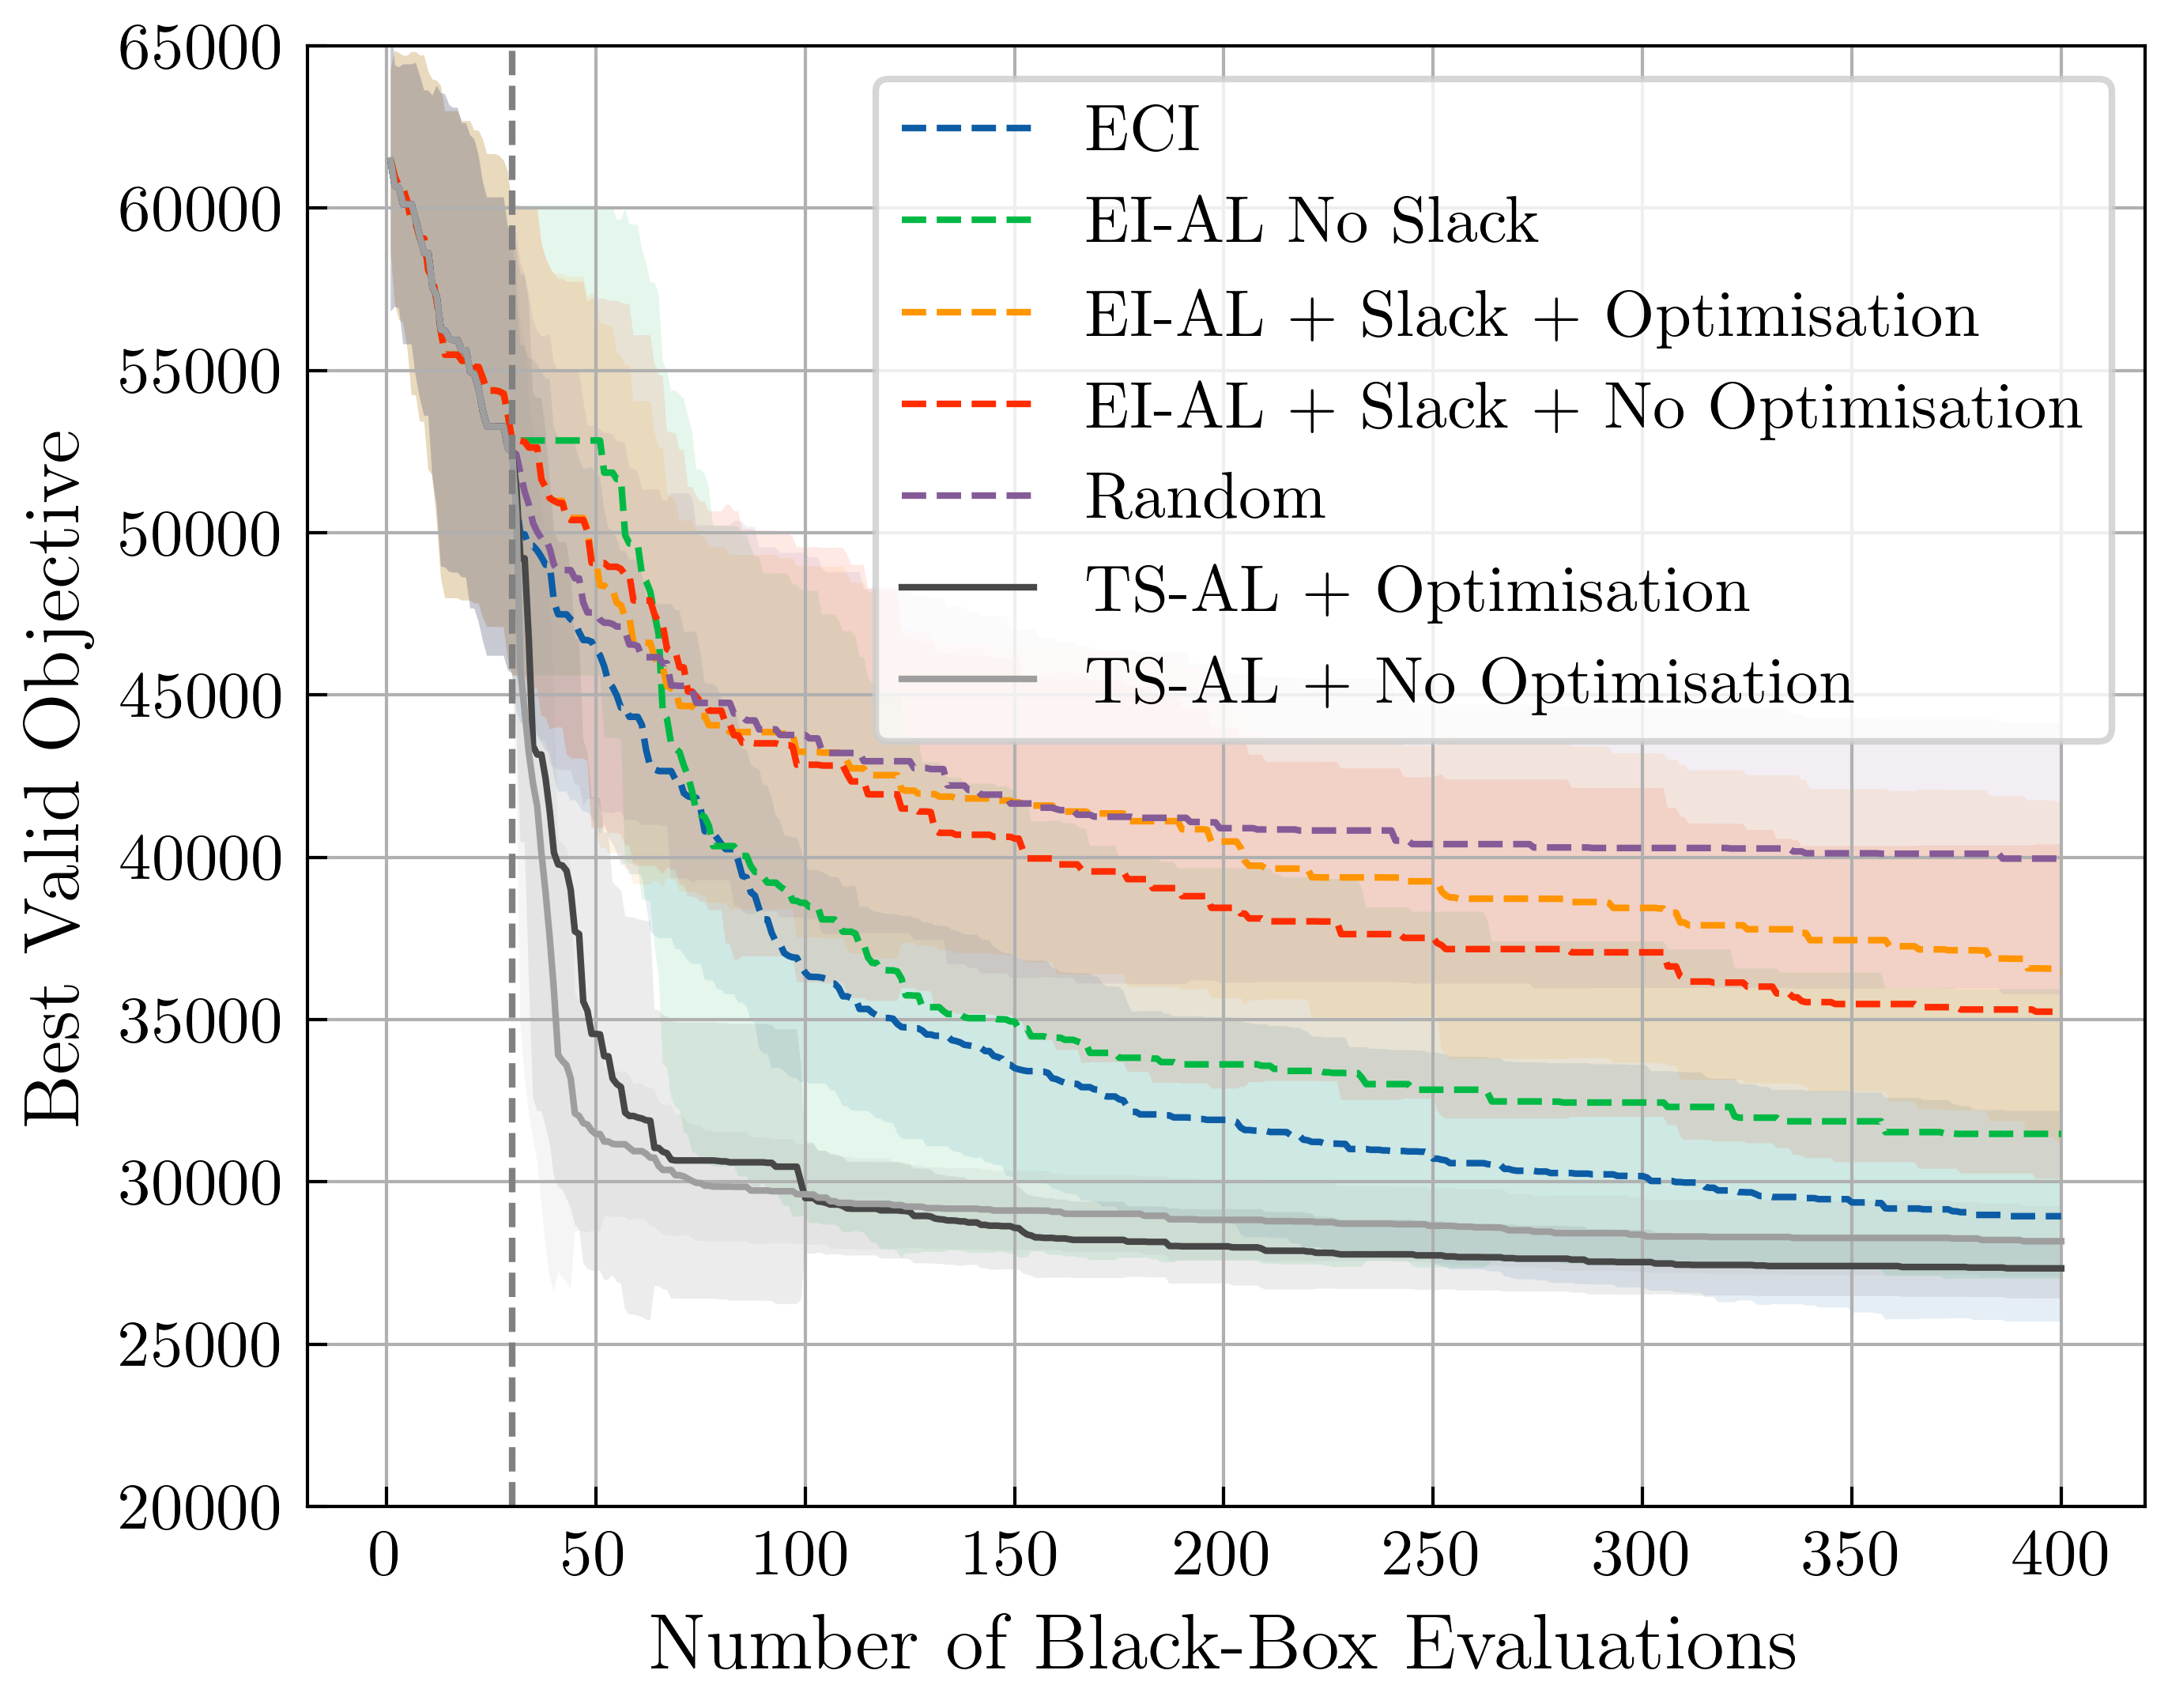 65000
60000
55000
50000
45000
40000
35000
30000
25000
20000
Best Valid Objective
ECI
EI-AL No Slack
EI-AL + Slack + Optimisation
EI-AL + Slack + No Optimisation
Random
TS-AL + Optimisation
TS-AL + No Optimisation
0 50 100 150 200 250 300 350 400
Number of Black-Box Evaluations